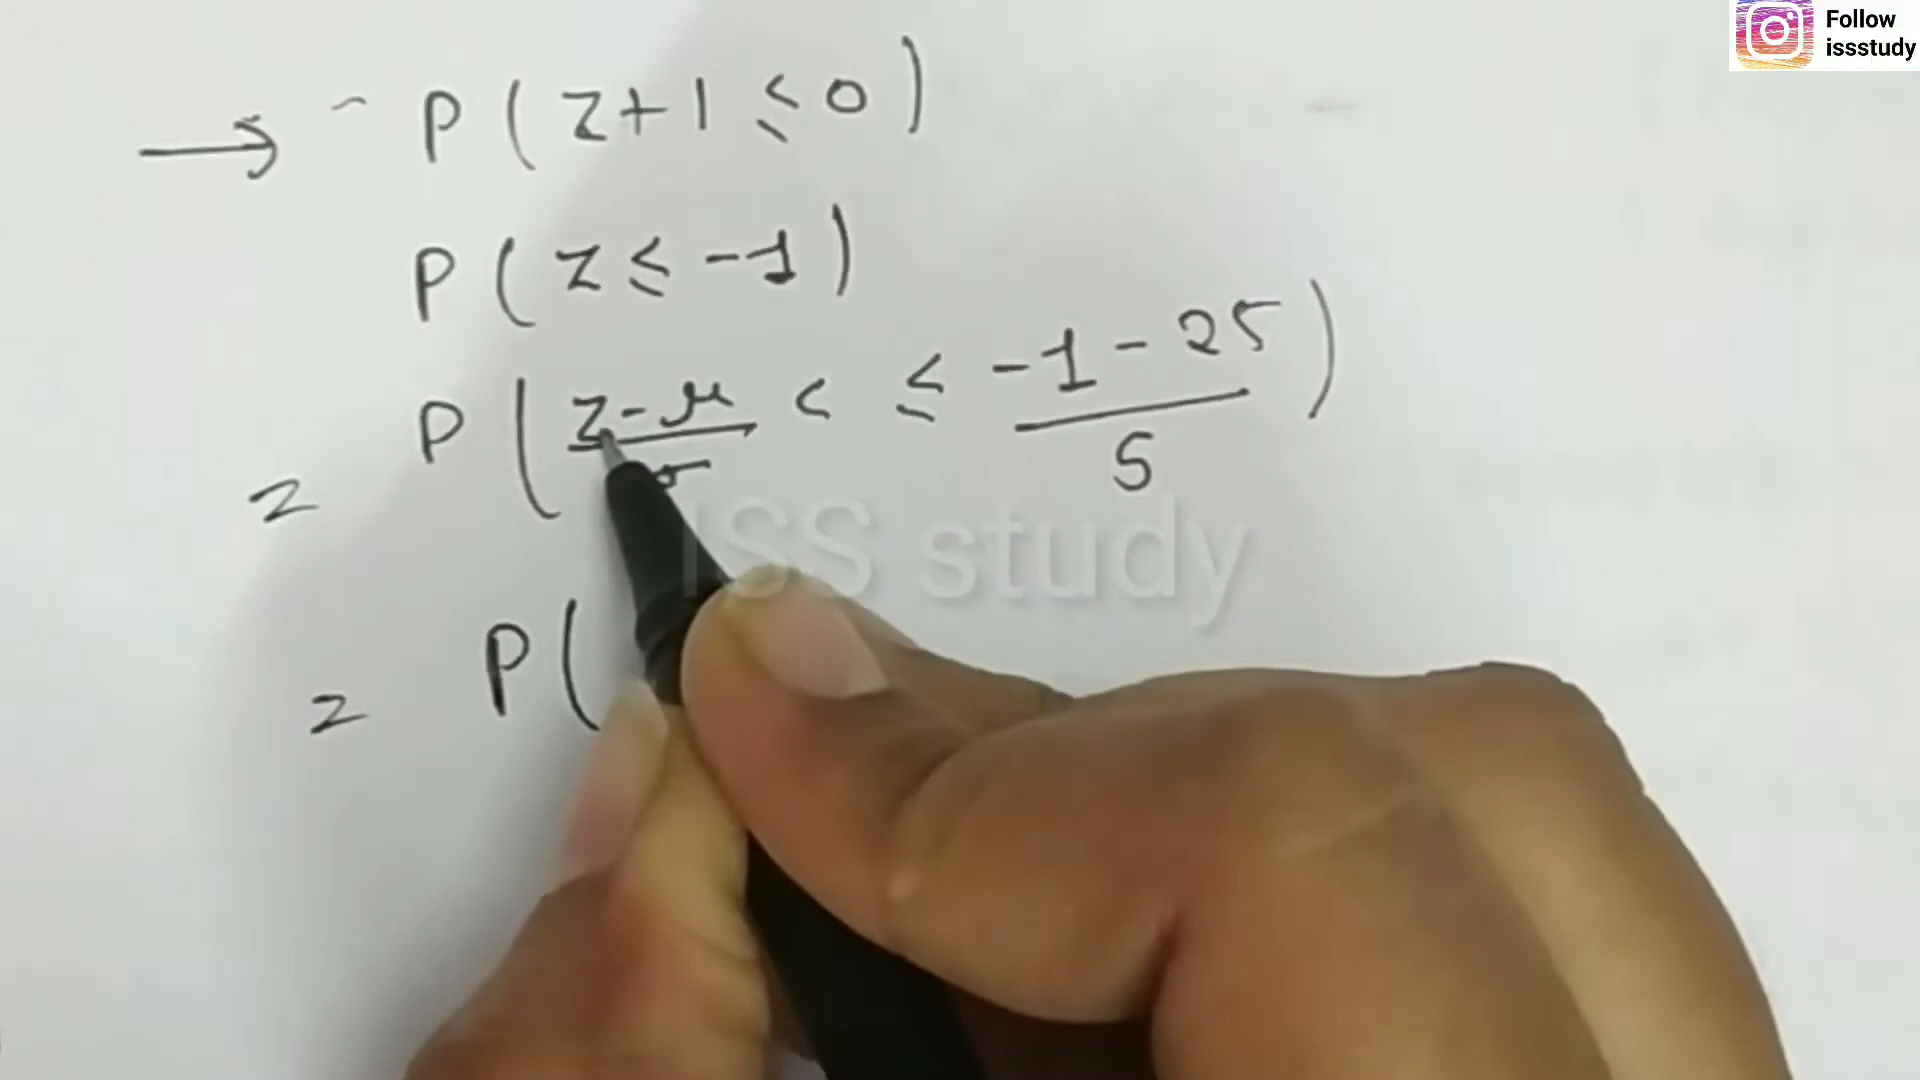 Follow
issstudy
→ P(Z+1 ≤ 0)
P(Z ≤ -1)
= P((Z-μ)/σ < ≤ (-1-25)/5)
ISS study
= P(